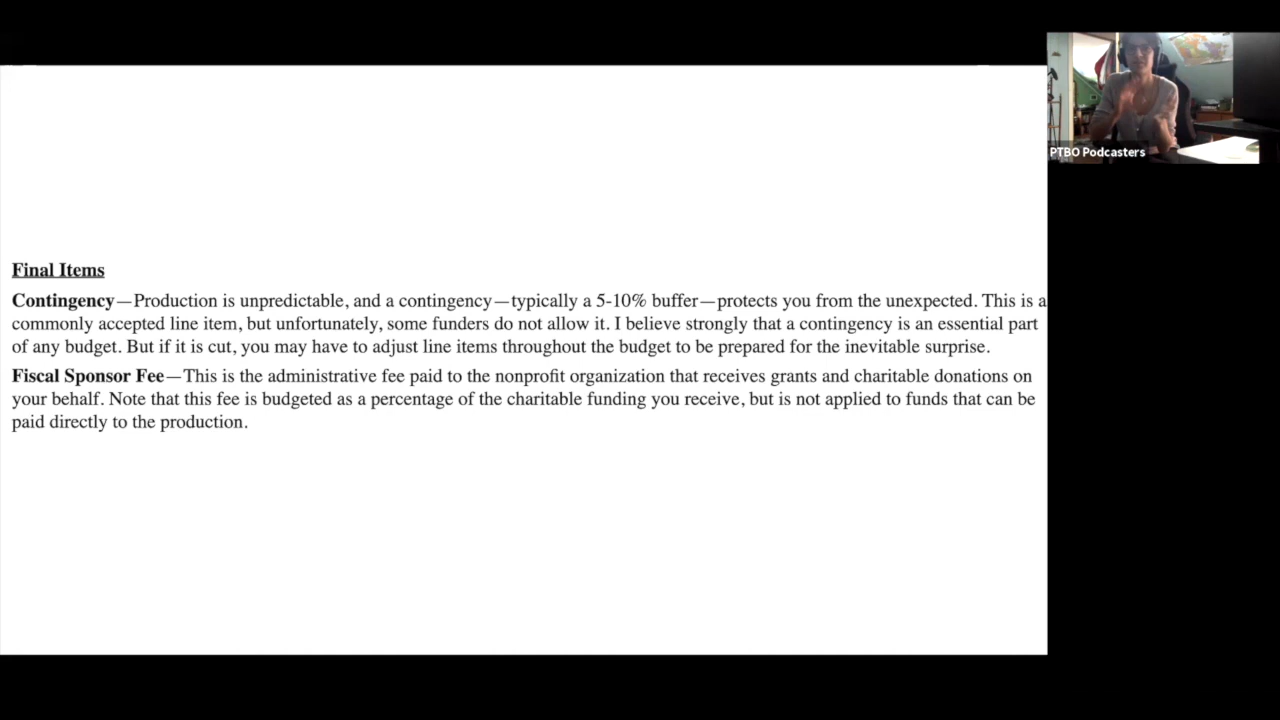 PTBO Podcasters
Final Items
Contingency—Production is unpredictable, and a contingency—typically a 5-10% buffer—protects you from the unexpected. This is a
commonly accepted line item, but unfortunately, some funders do not allow it. I believe strongly that a contingency is an essential part
of any budget. But if it is cut, you may have to adjust line items throughout the budget to be prepared for the inevitable surprise.
Fiscal Sponsor Fee—This is the administrative fee paid to the nonprofit organization that receives grants and charitable donations on
your behalf. Note that this fee is budgeted as a percentage of the charitable funding you receive, but is not applied to funds that can be
paid directly to the production.